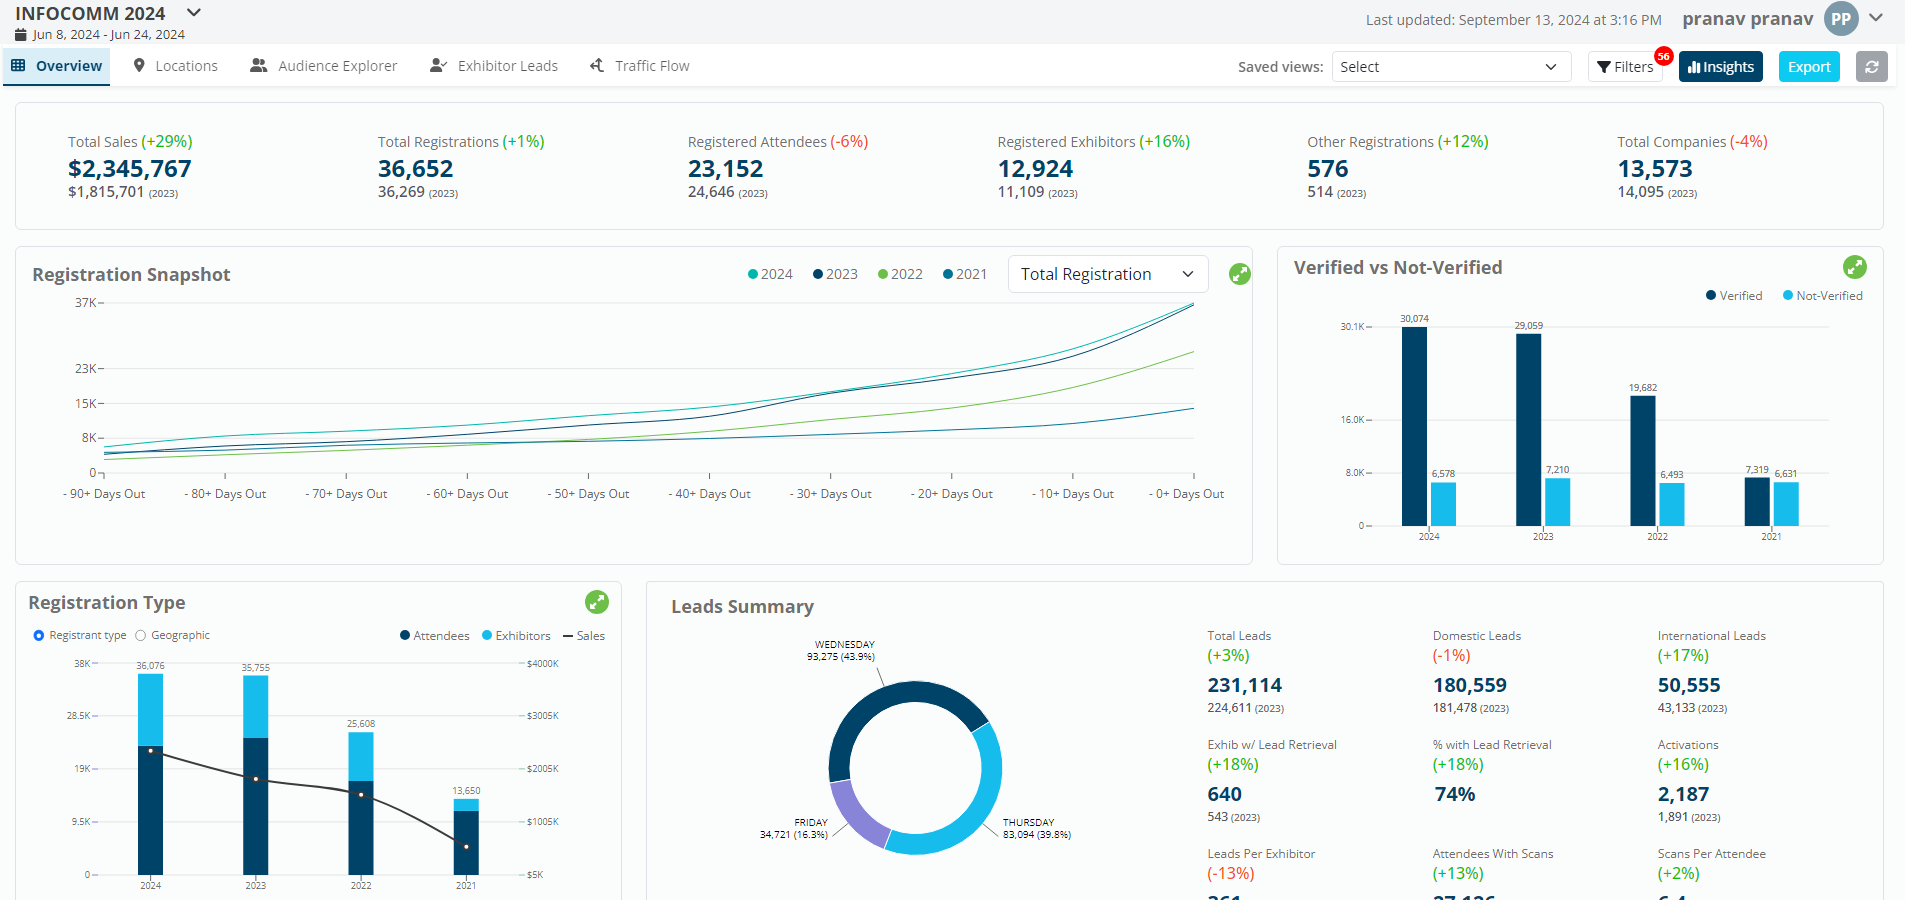 INFOCOMM 2024
Jun 8, 2024 - Jun 24, 2024
Last updated: September 13, 2024 at 3:16 PM
pranav pranav
PP
Overview
Locations
Audience Explorer
Exhibitor Leads
Traffic Flow
Saved views:
Select
Filters
56
Insights
Export
Total Sales (+29%)
$2,345,767
$1,815,701 (2023)
Total Registrations (+1%)
36,652
36,269 (2023)
Registered Attendees (-6%)
23,152
24,646 (2023)
Registered Exhibitors (+16%)
12,924
11,109 (2023)
Other Registrations (+12%)
576
514 (2023)
Total Companies (-4%)
13,573
14,095 (2023)
Registration Snapshot
2024
2023
2022
2021
Total Registration
37K
23K
15K
8K
0
- 90+ Days Out
- 80+ Days Out
- 70+ Days Out
- 60+ Days Out
- 50+ Days Out
- 40+ Days Out
- 30+ Days Out
- 20+ Days Out
- 10+ Days Out
- 0+ Days Out
Verified vs Not-Verified
Verified
Not-Verified
30.1K
16.0K
8.0K
0
30,074
6,578
29,059
7,210
19,682
6,493
7,319
6,631
2024
2023
2022
2021
Registration Type
Registrant type
Geographic
Attendees
Exhibitors
Sales
38K
28.5K
19K
9.5K
0
36,076
35,755
25,608
13,650
$4000K
$3005K
$2005K
$1005K
$5K
2024
2023
2022
2021
Leads Summary
WEDNESDAY
93,275 (43.9%)
FRIDAY
34,721 (16.3%)
THURSDAY
83,094 (39.8%)
Total Leads
(+3%)
231,114
224,611 (2023)
Domestic Leads
(-1%)
180,559
181,478 (2023)
International Leads
(+17%)
50,555
43,133 (2023)
Exhib w/ Lead Retrieval
(+18%)
640
543 (2023)
% with Lead Retrieval
(+18%)
74%
Activations
(+16%)
2,187
1,891 (2023)
Leads Per Exhibitor
(-13%)
361
Attendees With Scans
(+13%)
Scans Per Attendee
(+2%)